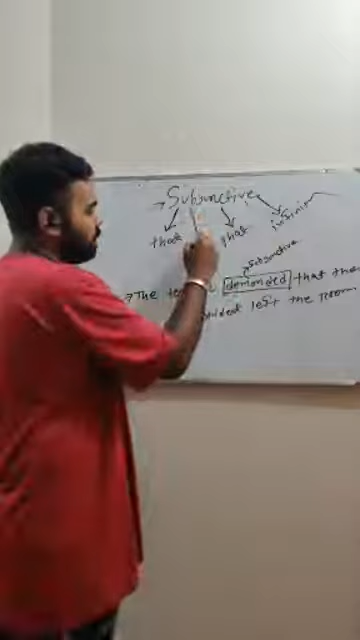 → Subjunctive
that that infinitive
Subjunctive
→ The demanded that the
left the room